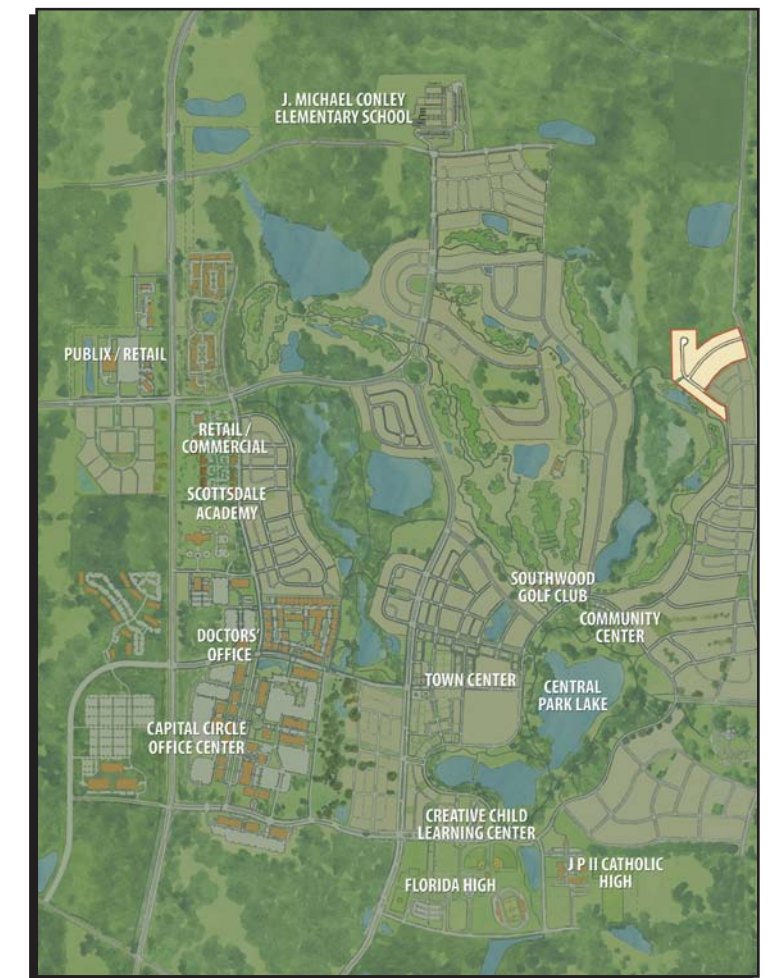 J. MICHAEL CONLEY
ELEMENTARY SCHOOL
PUBLIX / RETAIL
RETAIL /
COMMERCIAL
SCOTTSDALE
ACADEMY
SOUTHWOOD
GOLF CLUB
COMMUNITY
CENTER
DOCTORS'
OFFICE
TOWN CENTER
CENTRAL
PARK LAKE
CAPITAL CIRCLE
OFFICE CENTER
CREATIVE CHILD
LEARNING CENTER
J P II CATHOLIC
HIGH
FLORIDA HIGH